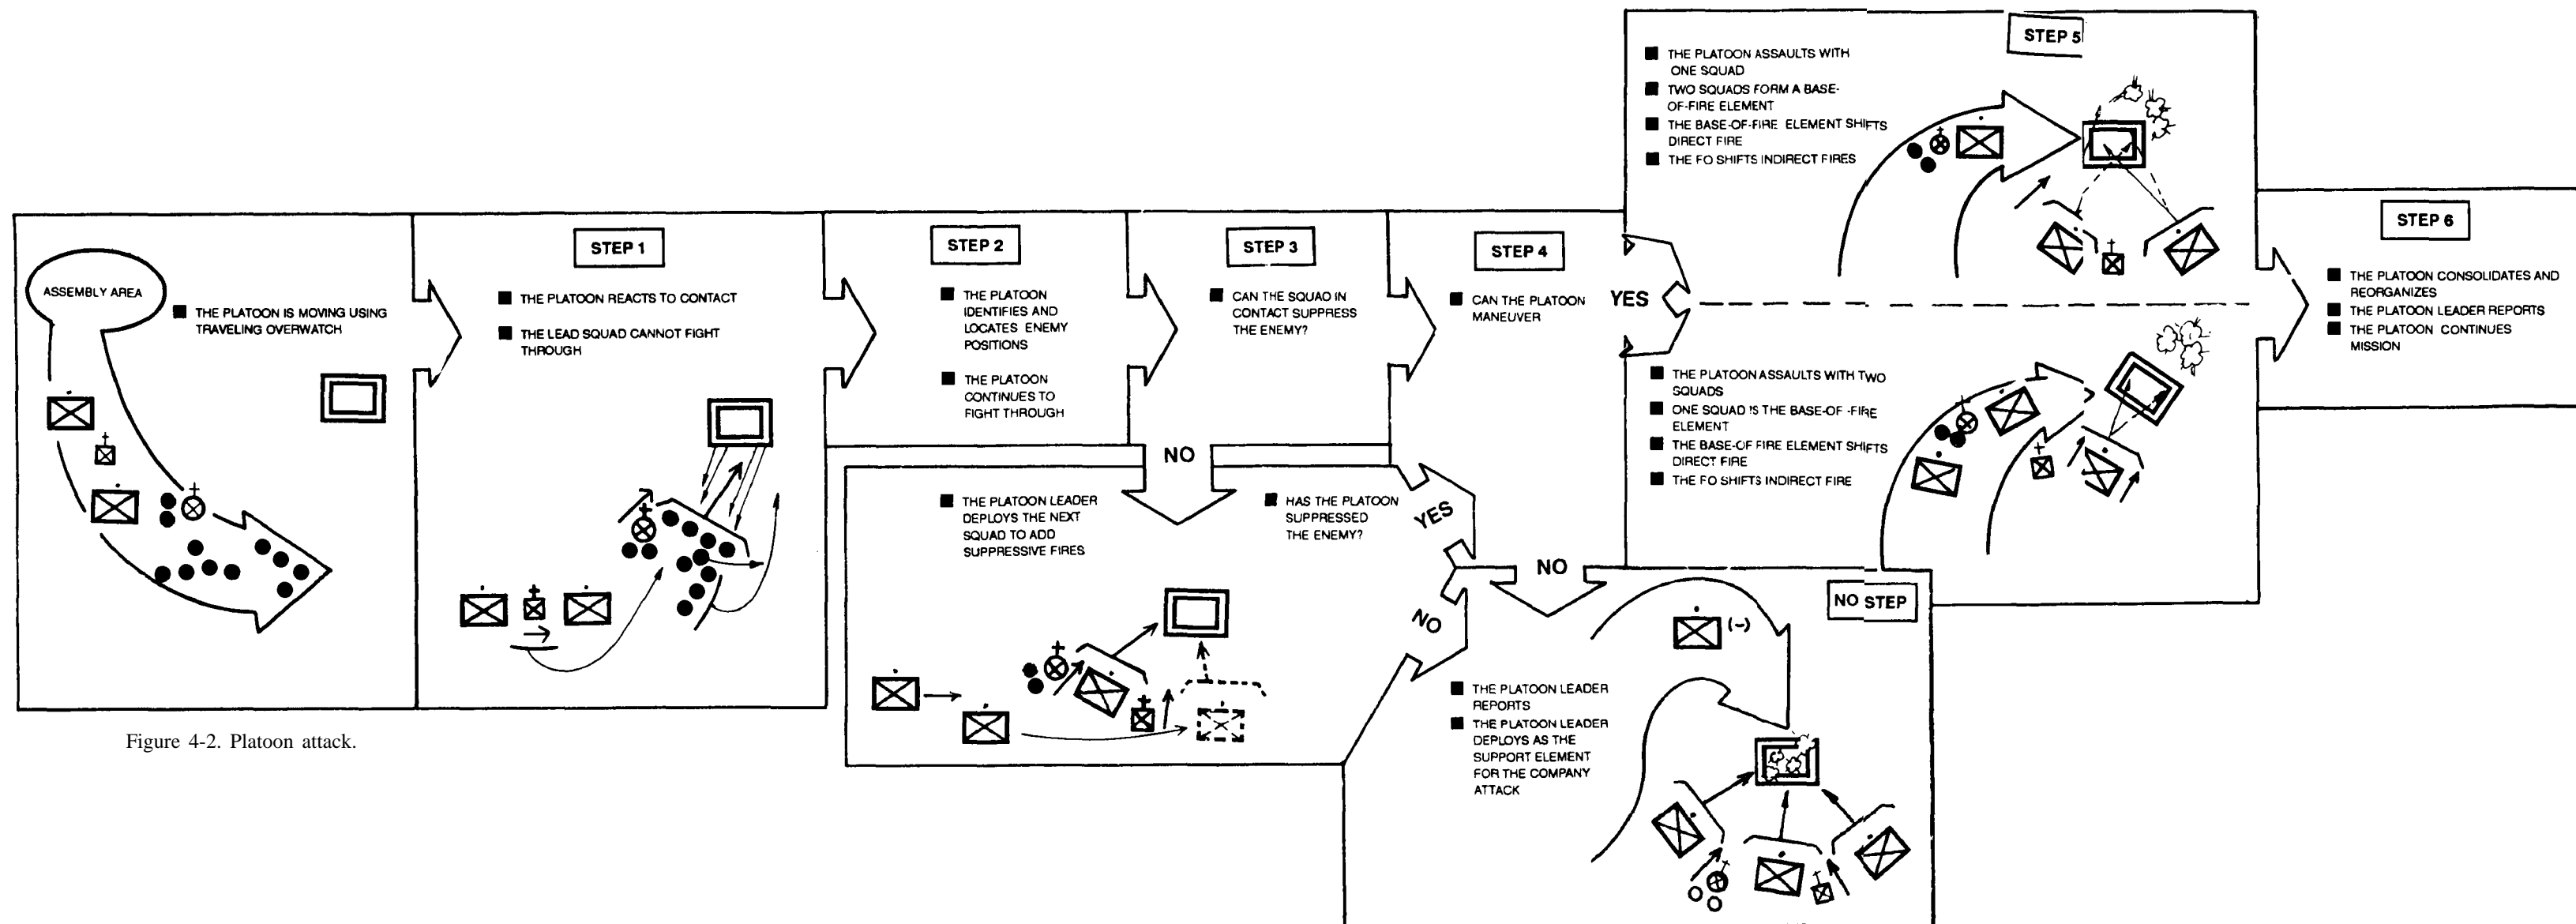 ASSEMBLY AREA
■ THE PLATOON IS MOVING USING
TRAVELING OVERWATCH
STEP 1
■ THE PLATOON REACTS TO CONTACT
■ THE LEAD SQUAD CANNOT FIGHT
THROUGH
STEP 2
■ THE PLATOON
IDENTIFIES AND
LOCATES ENEMY
POSITIONS
■ THE PLATOON
CONTINUES TO
FIGHT THROUGH
STEP 3
■ CAN THE SQUAD IN
CONTACT SUPPRESS
THE ENEMY?
NO
■ THE PLATOON LEADER
DEPLOYS THE NEXT
SQUAD TO ADD
SUPPRESSIVE FIRES
■ HAS THE PLATOON
SUPPRESSED
THE ENEMY?
YES
NO
STEP 4
■ CAN THE PLATOON
MANEUVER
YES
NO
STEP 5
■ THE PLATOON ASSAULTS WITH
ONE SQUAD
■ TWO SQUADS FORM A BASE-
OF-FIRE ELEMENT
■ THE BASE-OF-FIRE ELEMENT SHIFTS
DIRECT FIRE
■ THE FO SHIFTS INDIRECT FIRES
■ THE PLATOON ASSAULTS WITH TWO
SQUADS
■ ONE SQUAD IS THE BASE-OF -FIRE
ELEMENT
■ THE BASE-OF FIRE ELEMENT SHIFTS
DIRECT FIRE
■ THE FO SHIFTS INDIRECT FIRE
NO STEP
(-)
■ THE PLATOON LEADER
REPORTS
■ THE PLATOON LEADER
DEPLOYS AS THE
SUPPORT ELEMENT
FOR THE COMPANY
ATTACK
STEP 6
■ THE PLATOON CONSOLIDATES AND
REORGANIZES
■ THE PLATOON LEADER REPORTS
■ THE PLATOON CONTINUES
MISSION
Figure 4-2. Platoon attack.